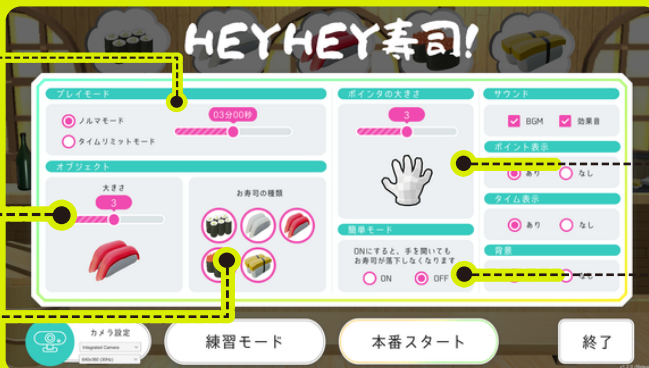 HEYHEY寿司!
プレイモード
ノルマモード
タイムリミットモード
03分00秒
オブジェクト
大きさ
3
お寿司の種類
ポインタの大きさ
3
簡単モード
ONにすると、手を開いても
お寿司が落下しなくなります
ON OFF
サウンド
BGM 効果音
ポイント表示
あり なし
タイム表示
あり なし
背景
なし
カメラ設定
Integrated Camera
640x360 (30Hz)
練習モード
本番スタート
終了